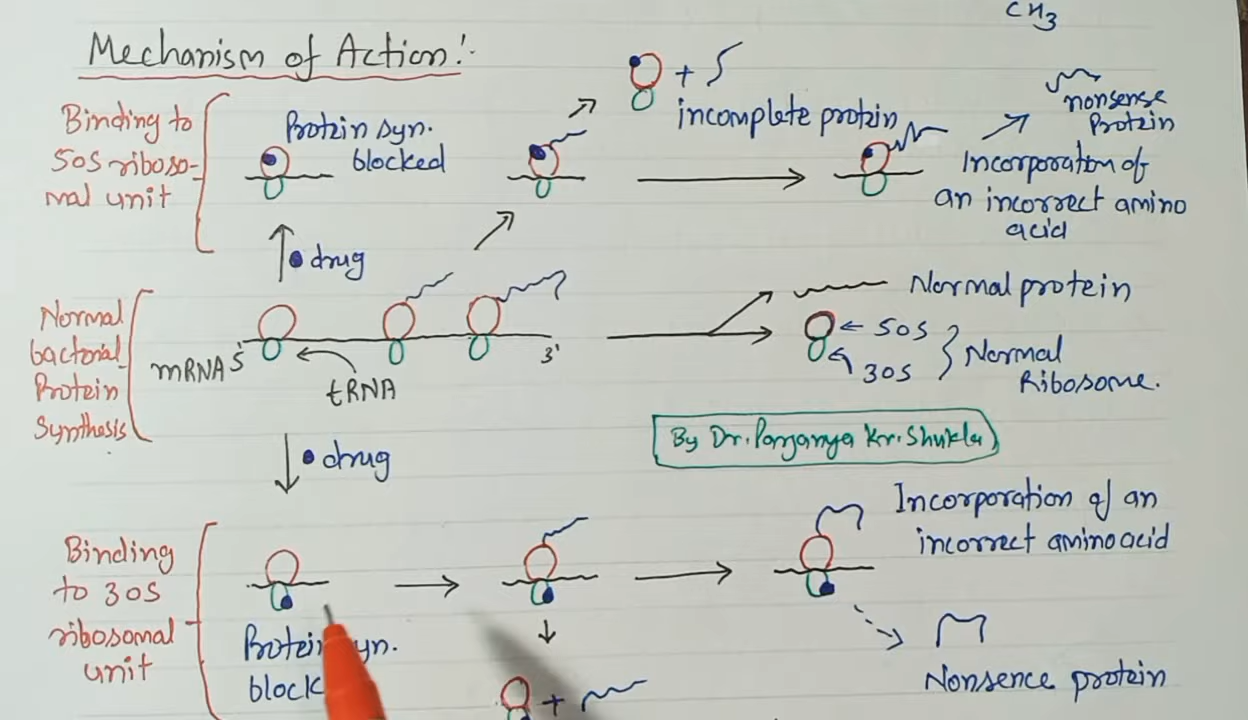 CH3
Mechanism of Action:
Binding to
50S riboso-
mal unit
Protein syn.
blocked
+
incomplete protein
nonsense
Protein
Incorporation of
an incorrect amino
acid
drug
Normal
bacterial
Protein
Synthesis
mRNA 5'
tRNA
3'
Normal protein
50S
30S
Normal
Ribosome.
By Dr. Parjanya Kr. Shukla
drug
Binding
to 30S
ribosomal
unit
Protein syn.
block
+
Incorporation of an
incorrect amino acid
Nonsence protein